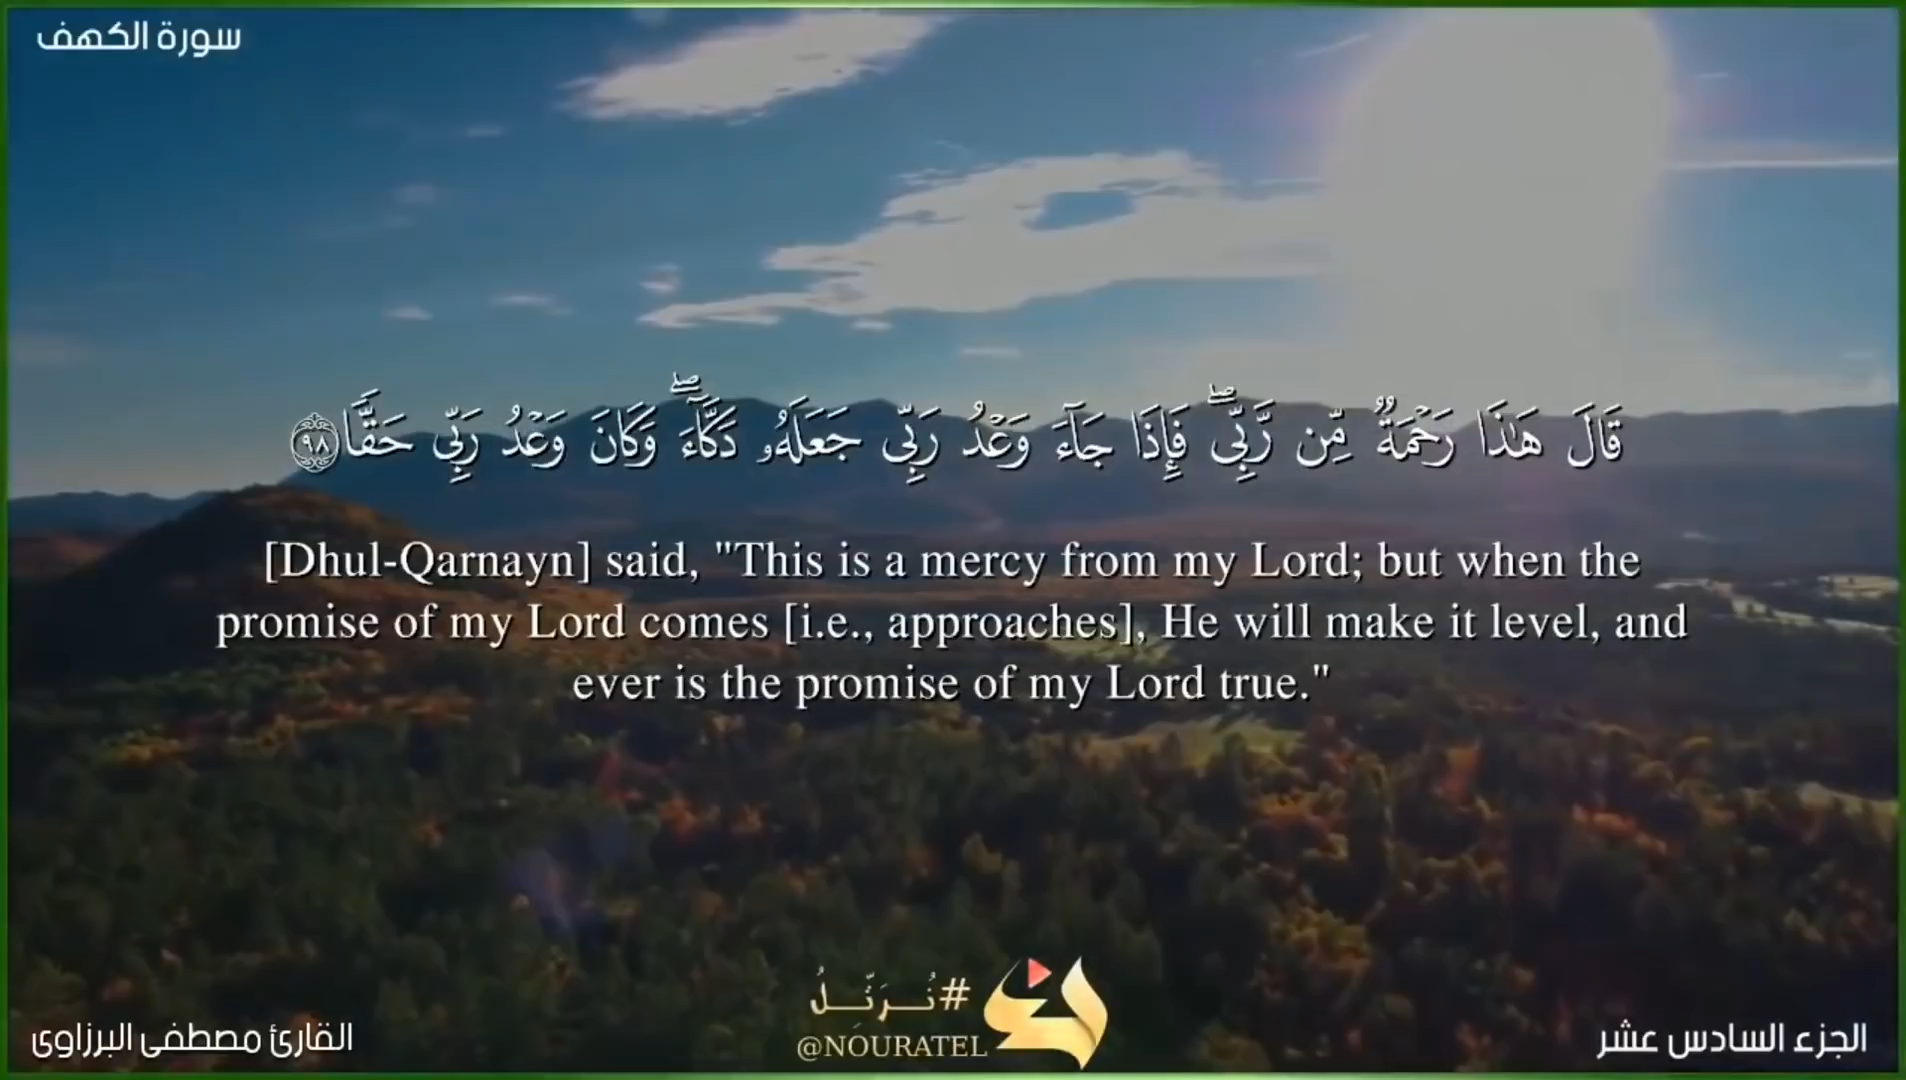 سورة الكهف
قَالَ هَٰذَا رَحْمَةٌ مِّن رَّبِّي ۖ فَإِذَا جَآءَ وَعْدُ رَبِّي جَعَلَهُۥ دَكَّآءَ ۖ وَكَانَ وَعْدُ رَبِّي حَقًّا ٩٨
[Dhul-Qarnayn] said, "This is a mercy from my Lord; but when the
promise of my Lord comes [i.e., approaches], He will make it level, and
ever is the promise of my Lord true."
#نُـرَتّـلُ
@NOURATEL
الجزء السادس عشر
القارئ مصطفى البرزاوى